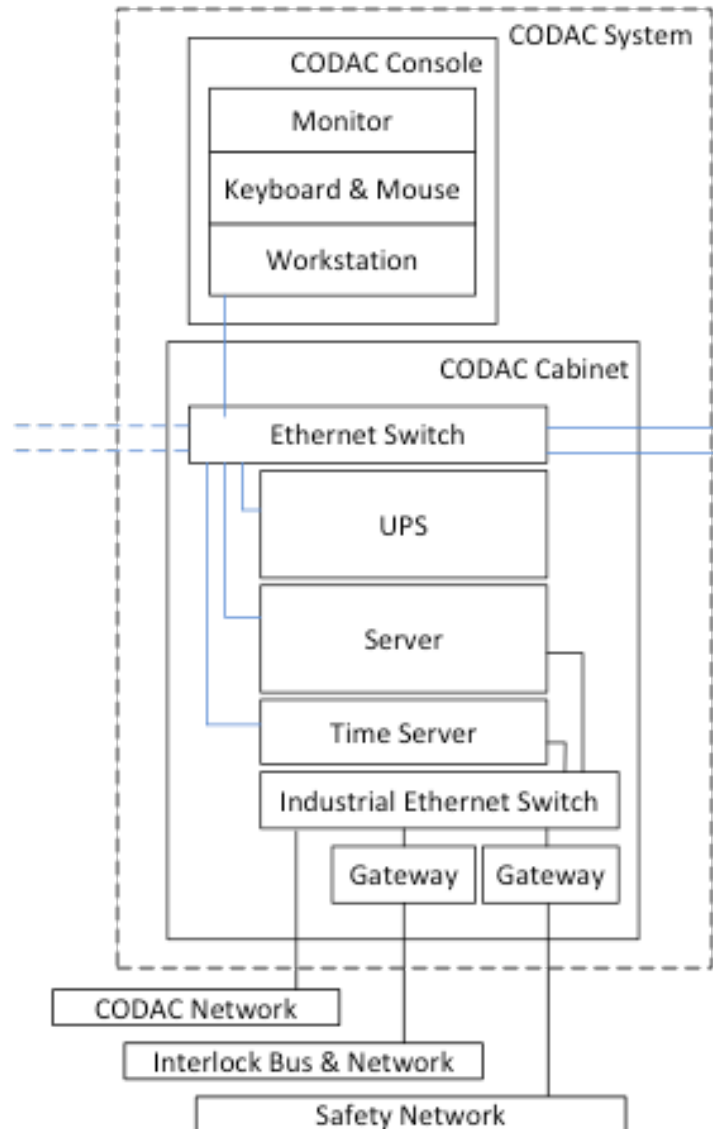 CODAC System
CODAC Console
Monitor
Keyboard & Mouse
Workstation
CODAC Cabinet
Ethernet Switch
UPS
Server
Time Server
Industrial Ethernet Switch
Gateway
Gateway
CODAC Network
Interlock Bus & Network
Safety Network